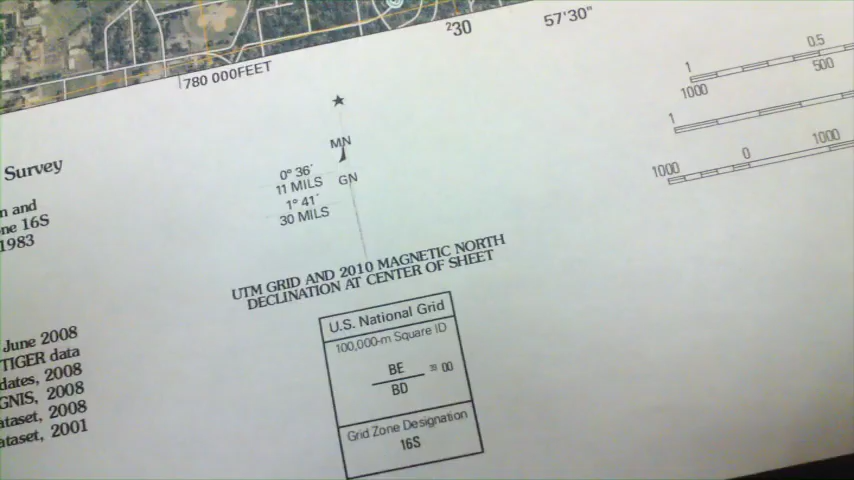 780 000FEET
²30
57'30"
1
0.5
1000
500
1
1000
0
1000
MN
0° 36'
11 MILS
GN
1° 41'
30 MILS
Survey
n and
ne 16S
1983
UTM GRID AND 2010 MAGNETIC NORTH
DECLINATION AT CENTER OF SHEET
U.S. National Grid
100,000-m Square ID
BE
00
BD
Grid Zone Designation
16S
June 2008
TIGER data
dates, 2008
GNIS, 2008
ataset, 2008
ataset, 2001